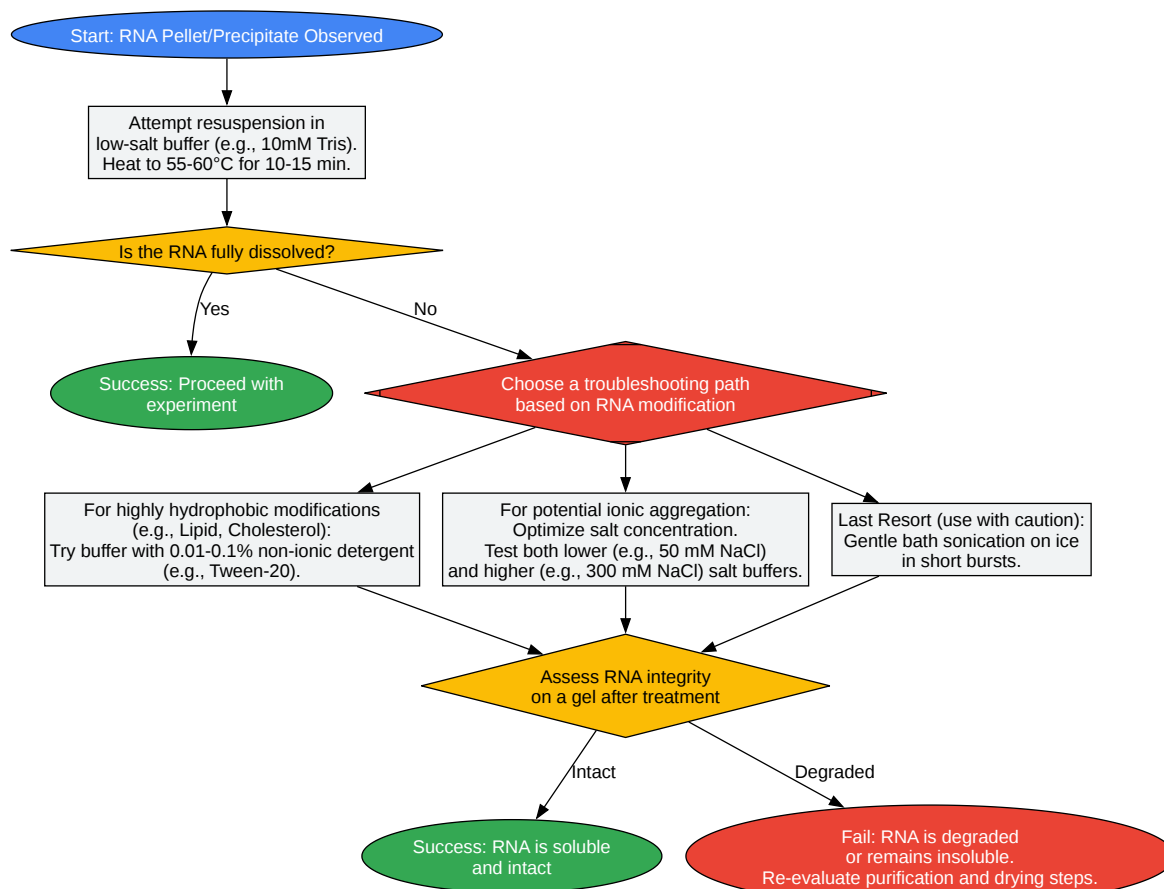 Start: RNA Pellet/Precipitate Observed
Attempt resuspension in
low-salt buffer (e.g., 10mM Tris).
Heat to 55-60°C for 10-15 min.
Is the RNA fully dissolved?
Yes
No
Success: Proceed with
experiment
Choose a troubleshooting path
based on RNA modification
For highly hydrophobic modifications
(e.g., Lipid, Cholesterol):
Try buffer with 0.01-0.1% non-ionic detergent
(e.g., Tween-20).
For potential ionic aggregation:
Optimize salt concentration.
Test both lower (e.g., 50 mM NaCl)
and higher (e.g., 300 mM NaCl) salt buffers.
Last Resort (use with caution):
Gentle bath sonication on ice
in short bursts.
Assess RNA integrity
on a gel after treatment
Intact
Degraded
Success: RNA is soluble
and intact
Fail: RNA is degraded
or remains insoluble.
Re-evaluate purification and drying steps.